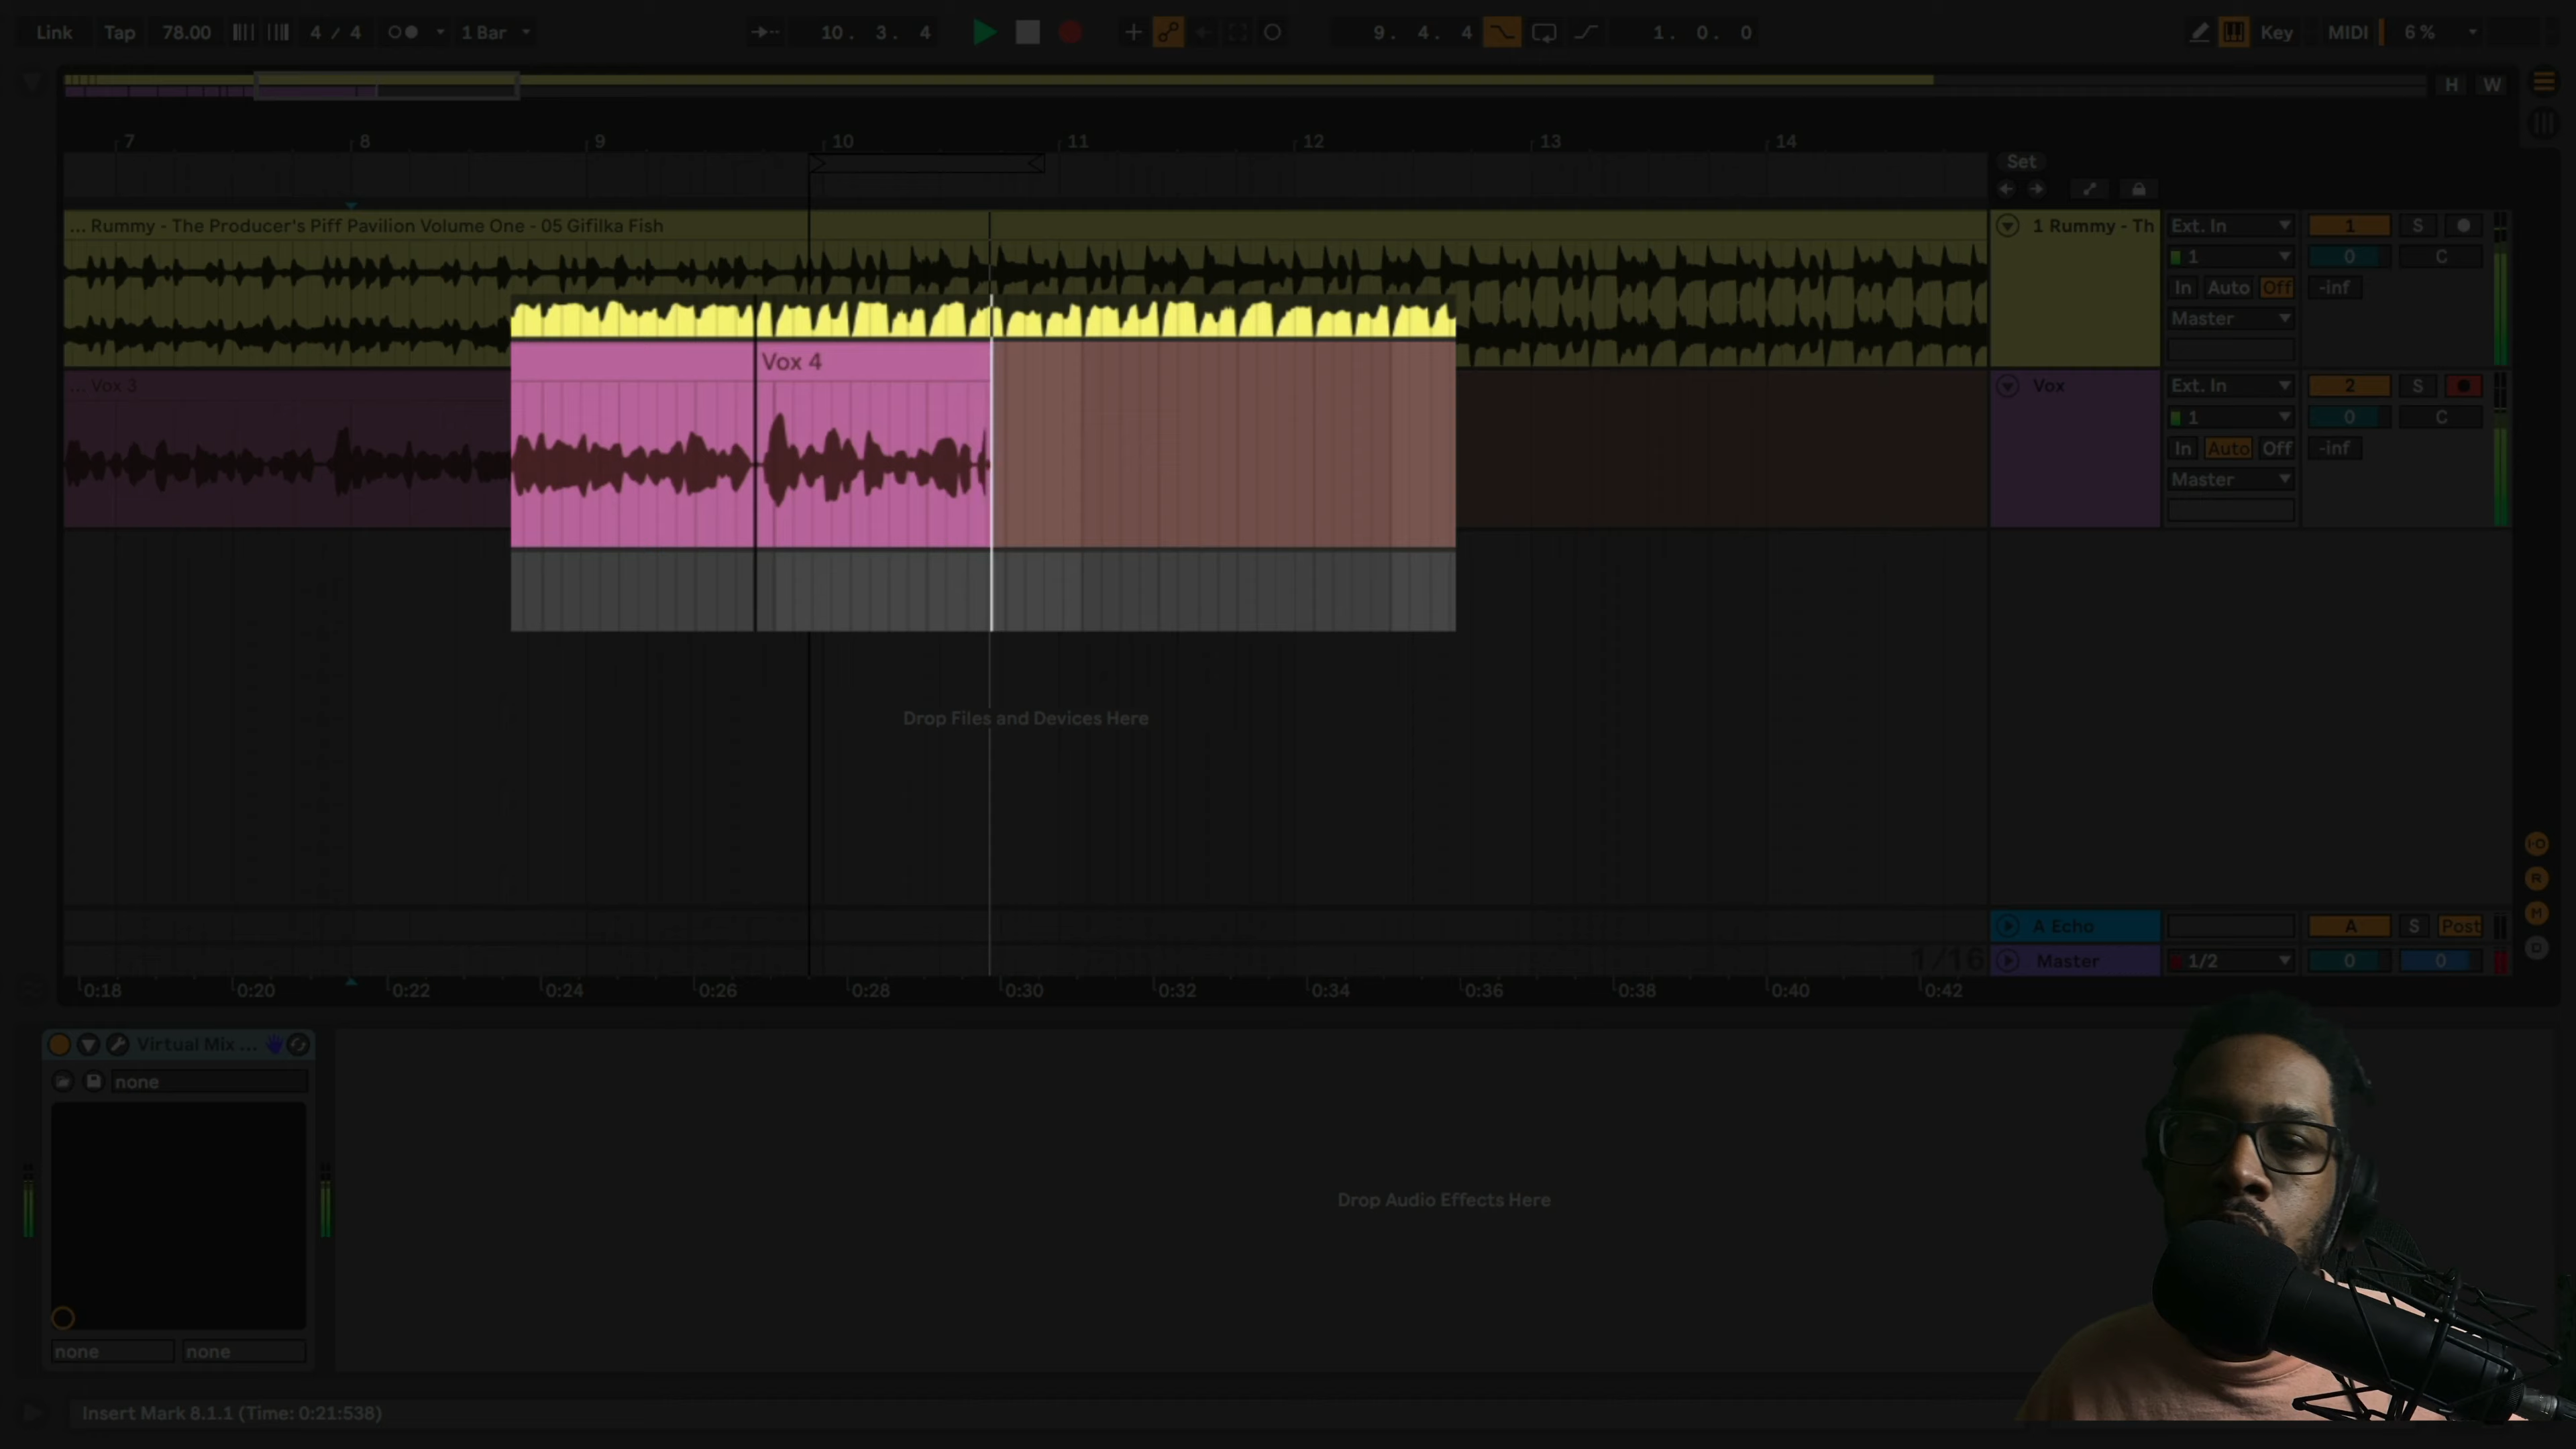 Link Tap 78.00 4 / 4 1 Bar 10. 3. 4 9. 4. 4 1. 0. 0 Key MIDI 6 %
H W
7 8 9 10 11 12 13 14
Set
... Rummy - The Producer's Piff Pavilion Volume One - 05 Gifilka Fish
1 Rummy - Th Ext. In 1 S
1 0 C
In Auto Off -inf
Master
Vox 4
... Vox 3
Vox Ext. In 2 S
1 0 C
In Auto Off -inf
Master
Drop Files and Devices Here
I-O
R
M
D
A Echo A S Post
1/16
Master 1/2 0 0
0:18 0:20 0:22 0:24 0:26 0:28 0:30 0:32 0:34 0:36 0:38 0:40 0:42
Virtual Mix ...
none
Drop Audio Effects Here
none none
Insert Mark 8.1.1 (Time: 0:21:538)